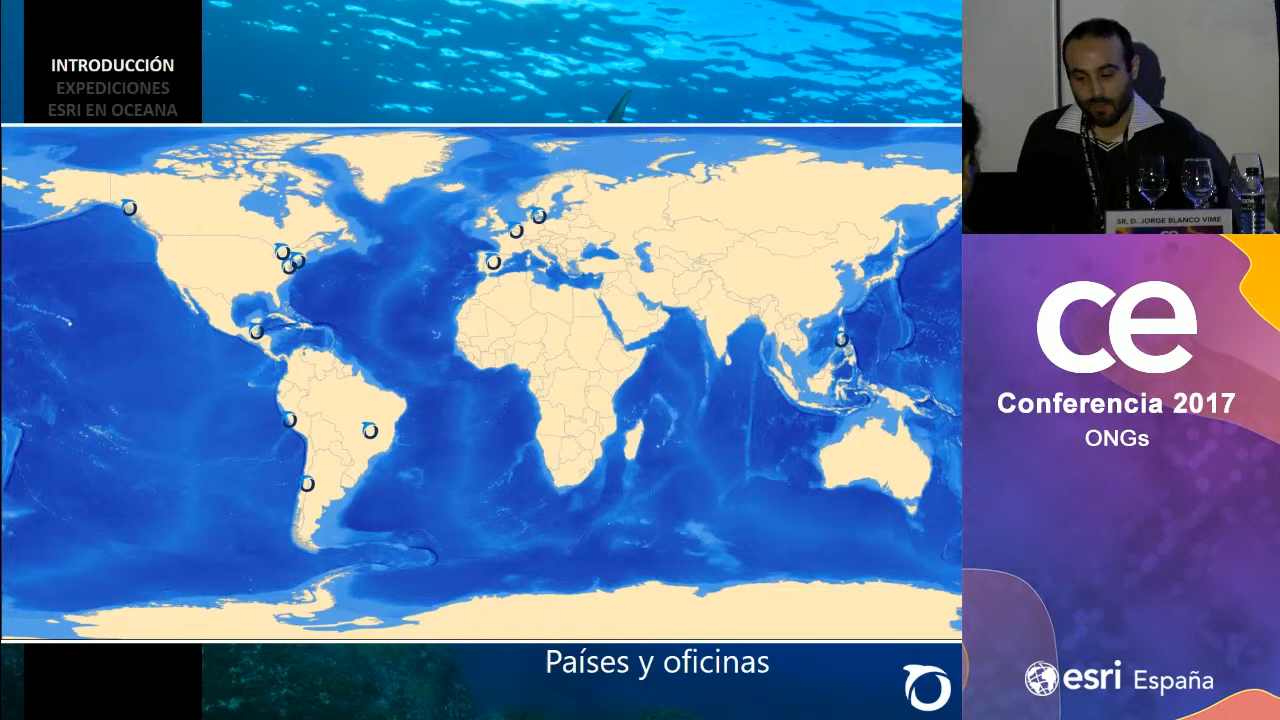 INTRODUCCIÓN
EXPEDICIONES
ESRI EN OCEANA
Países y oficinas
SR. D. JORGE BLANCO VIME
ce
Conferencia 2017
ONGs
esri España